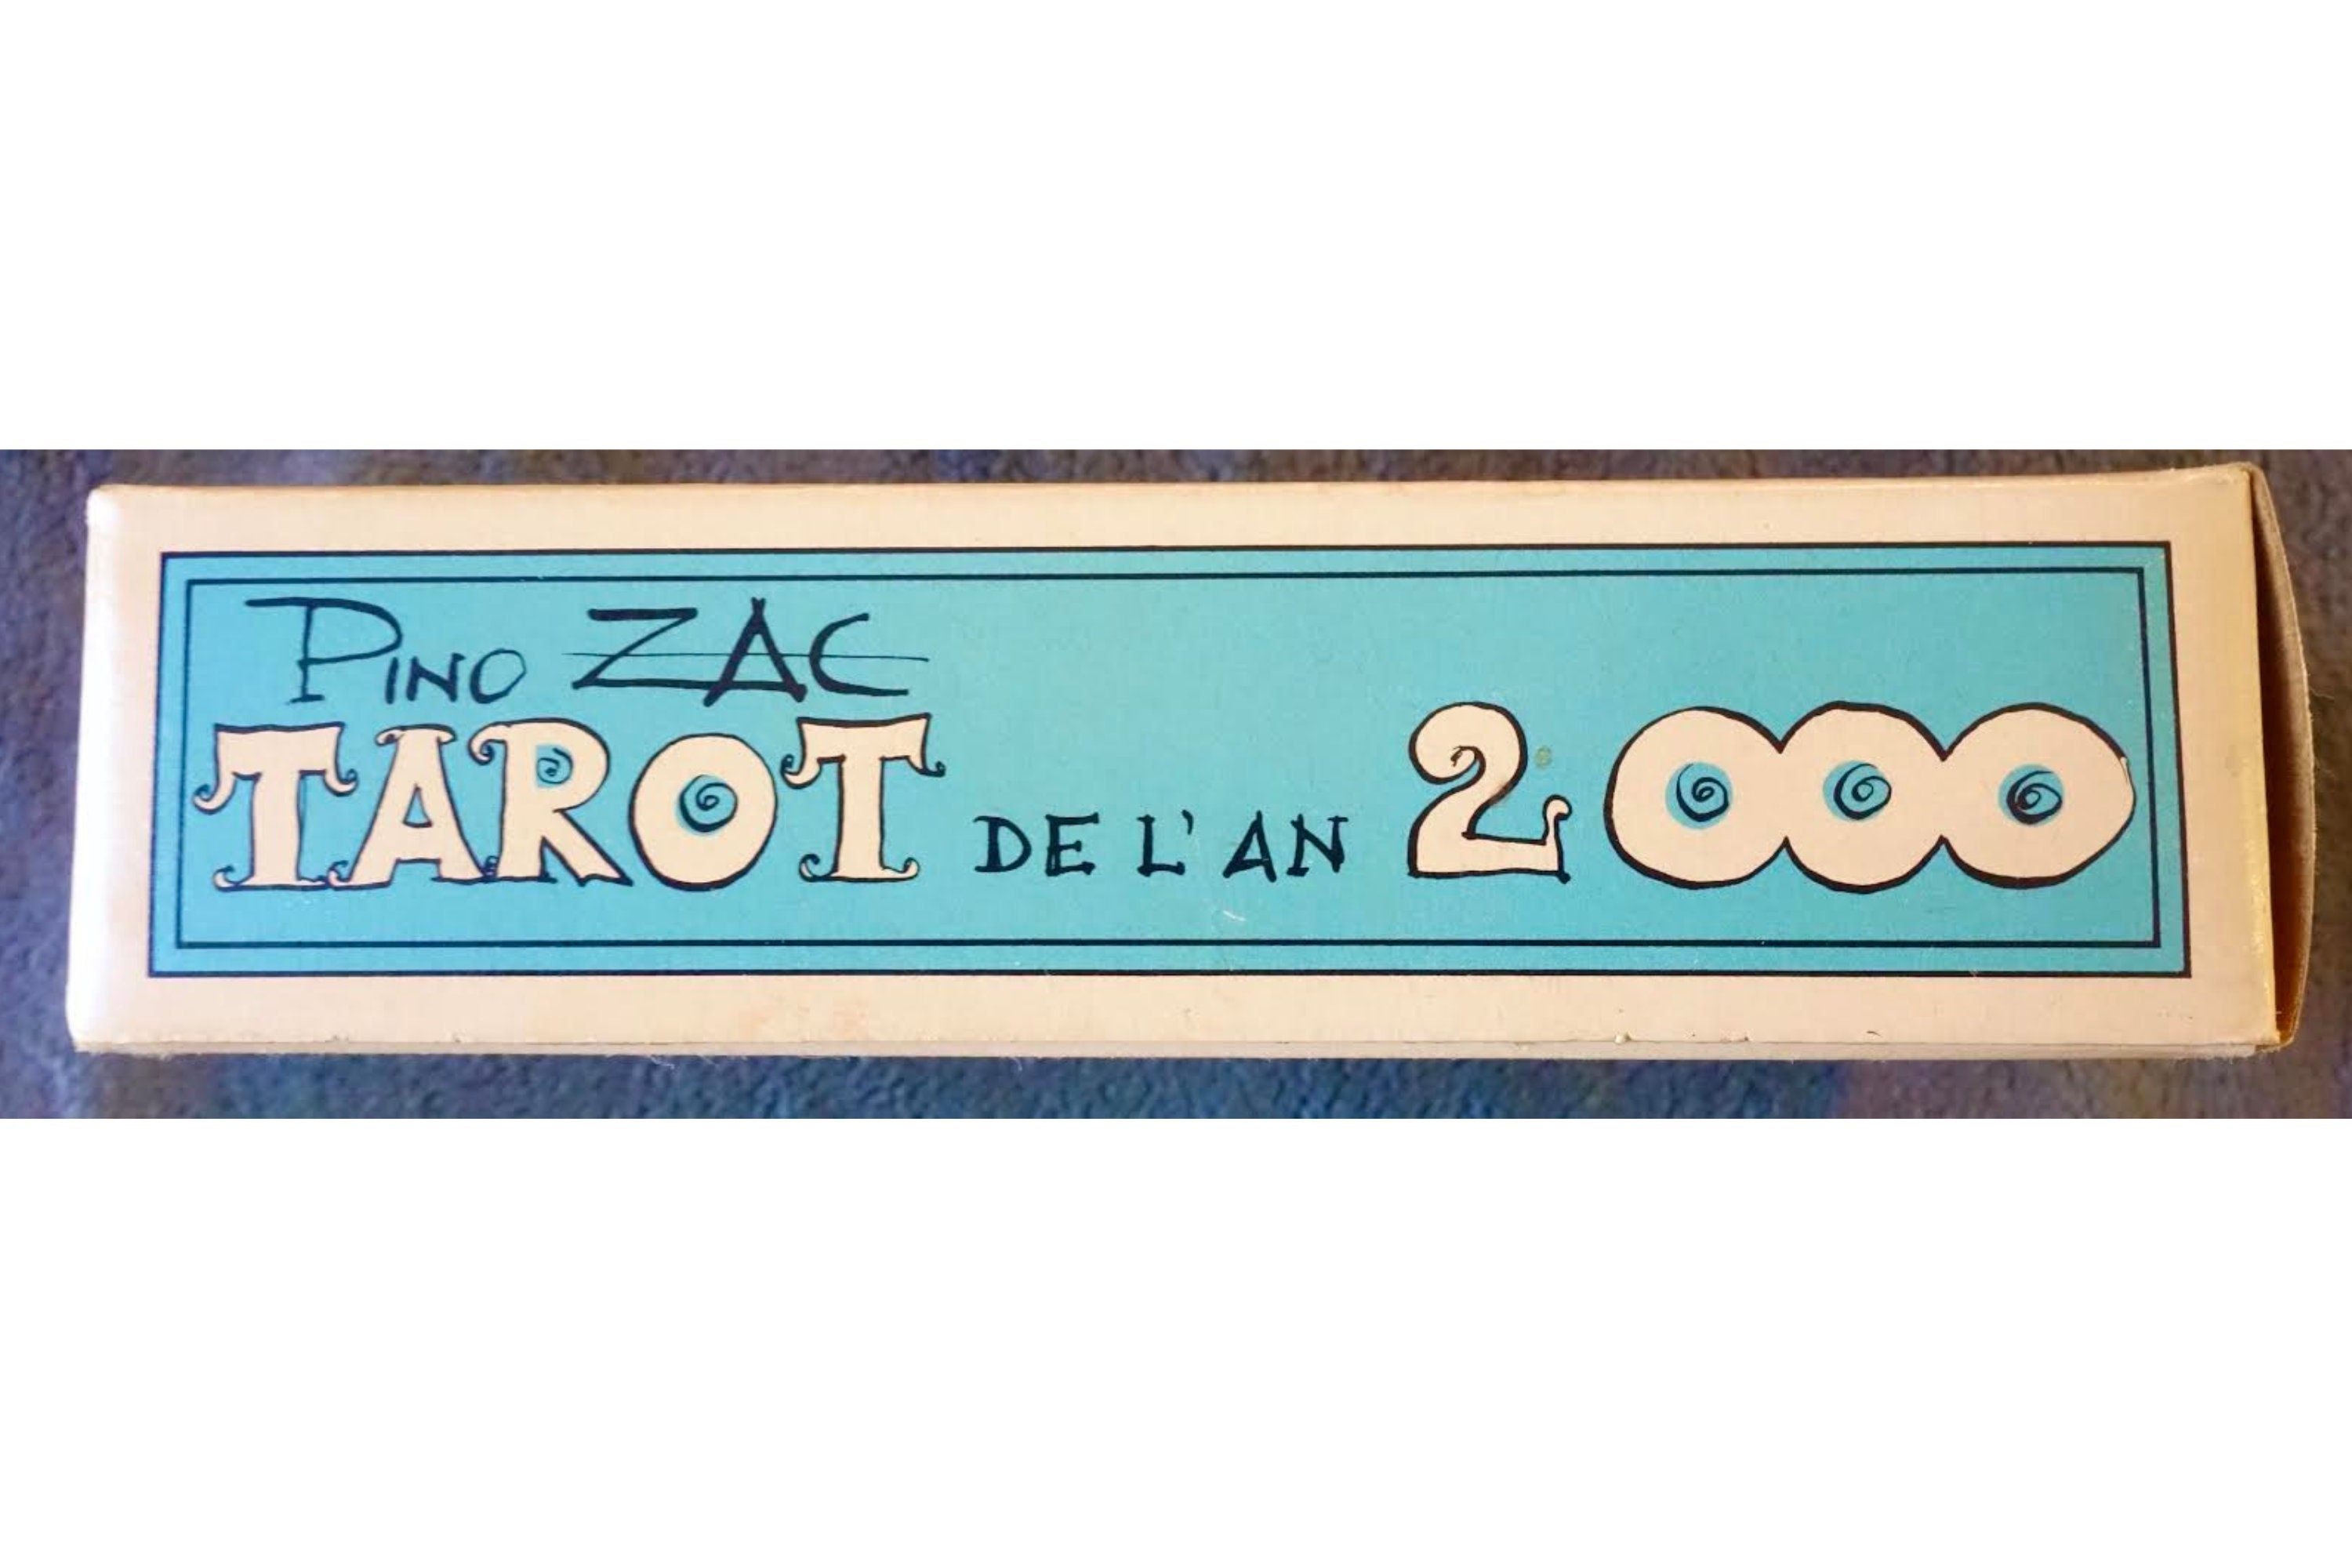 PINO ZAC
TAROT DE L'AN 2000